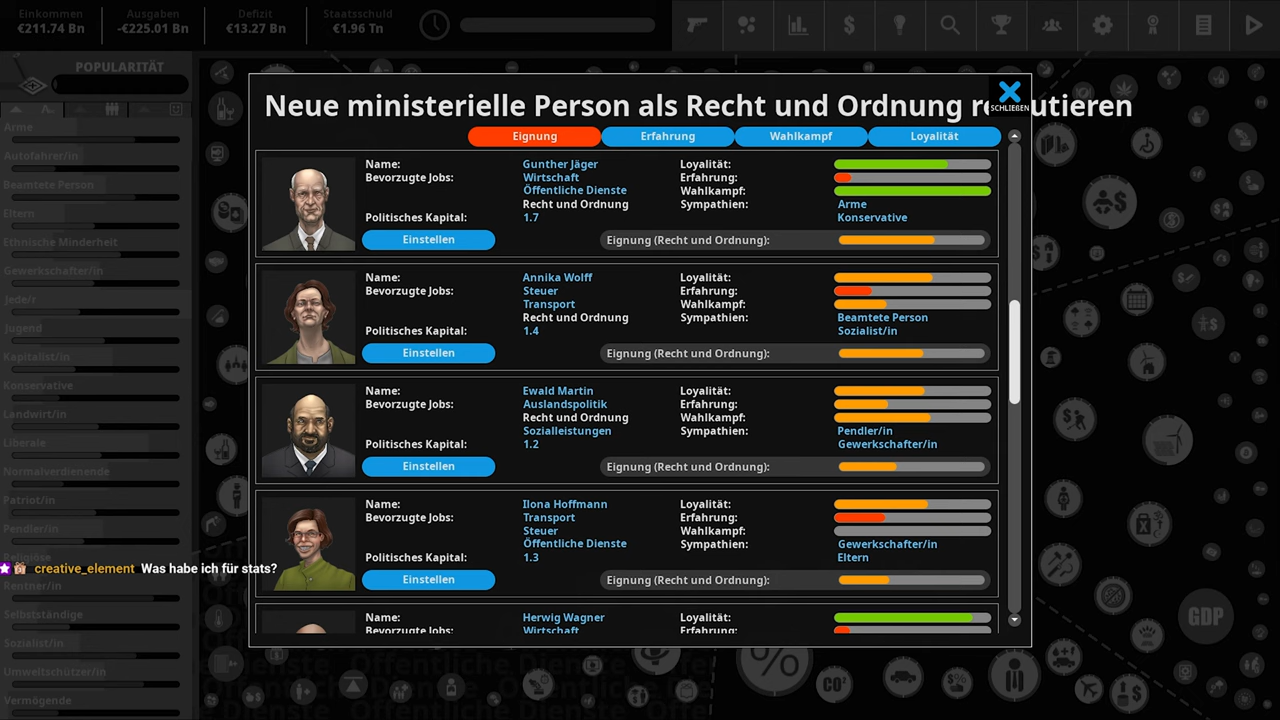 Einkommen
€211.74 Bn
Ausgaben
-€225.01 Bn
Defizit
€13.27 Bn
Staatsschuld
€1.96 Tn
POPULARITÄT
Arme
Autofahrer/in
Beamtete Person
Eltern
Ethnische Minderheit
Gewerkschafter/in
Jede/r
Jugend
Kapitalist/in
Konservative
Landwirt/in
Liberale
Normalverdienende
Patriot/in
Pendler/in
Religiöse
Rentner/in
Selbstständige
Sozialist/in
Umweltschützer/in
Vermögende
creative_element Was habe ich für stats?
Neue ministerielle Person als Recht und Ordnung re utieren
SCHLIEßEN
Eignung
Erfahrung
Wahlkampf
Loyalität
Name: Gunther Jäger Loyalität:
Bevorzugte Jobs: Wirtschaft Erfahrung:
Öffentliche Dienste Wahlkampf:
Recht und Ordnung Sympathien: Arme
Politisches Kapital: 1.7 Konservative
Einstellen Eignung (Recht und Ordnung):
Name: Annika Wolff Loyalität:
Bevorzugte Jobs: Steuer Erfahrung:
Transport Wahlkampf:
Recht und Ordnung Sympathien: Beamtete Person
Politisches Kapital: 1.4 Sozialist/in
Einstellen Eignung (Recht und Ordnung):
Name: Ewald Martin Loyalität:
Bevorzugte Jobs: Auslandspolitik Erfahrung:
Recht und Ordnung Wahlkampf:
Sozialleistungen Sympathien: Pendler/in
Politisches Kapital: 1.2 Gewerkschafter/in
Einstellen Eignung (Recht und Ordnung):
Name: Ilona Hoffmann Loyalität:
Bevorzugte Jobs: Transport Erfahrung:
Steuer Wahlkampf:
Öffentliche Dienste Sympathien: Gewerkschafter/in
Politisches Kapital: 1.3 Eltern
Einstellen Eignung (Recht und Ordnung):
Name: Herwig Wagner Loyalität:
Bevorzugte Jobs: Wirtschaft Erfahrung:
GDP
CO²
Öffentliche Dienste